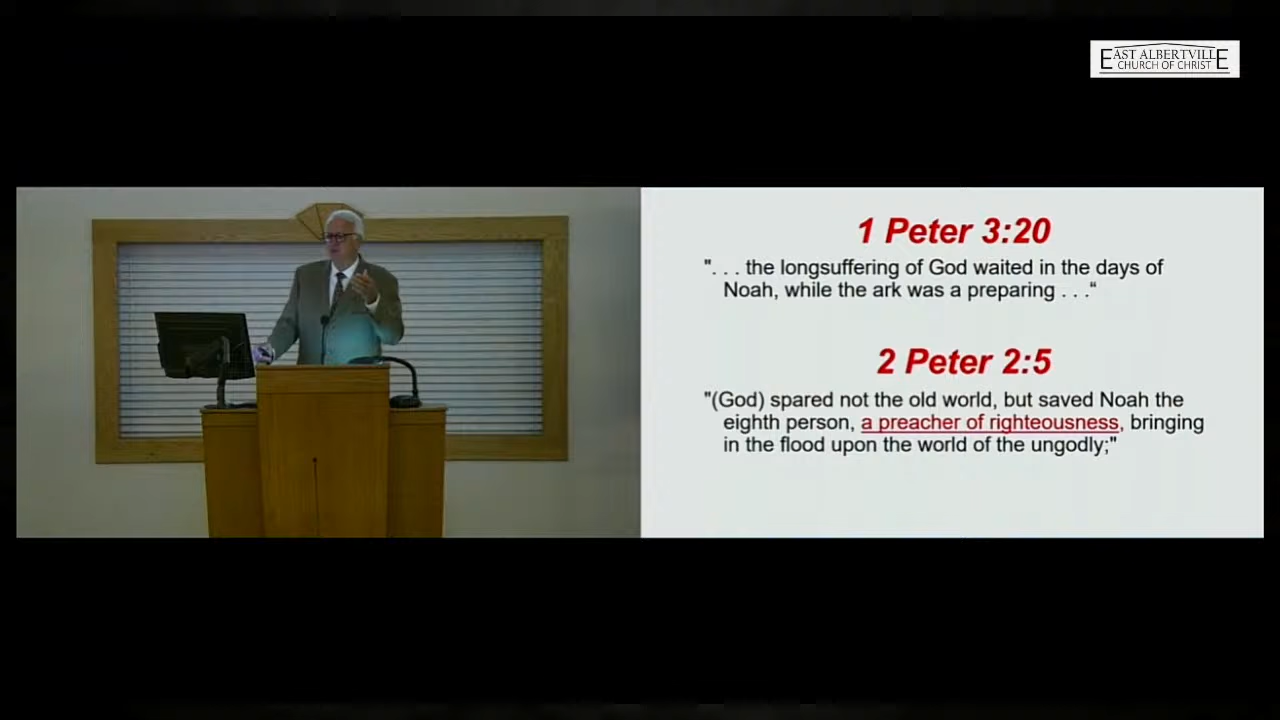 EAST ALBERTVILLE
CHURCH OF CHRIST
1 Peter 3:20
". . . the longsuffering of God waited in the days of
Noah, while the ark was a preparing . . .“
2 Peter 2:5
"(God) spared not the old world, but saved Noah the
eighth person, a preacher of righteousness, bringing
in the flood upon the world of the ungodly;"